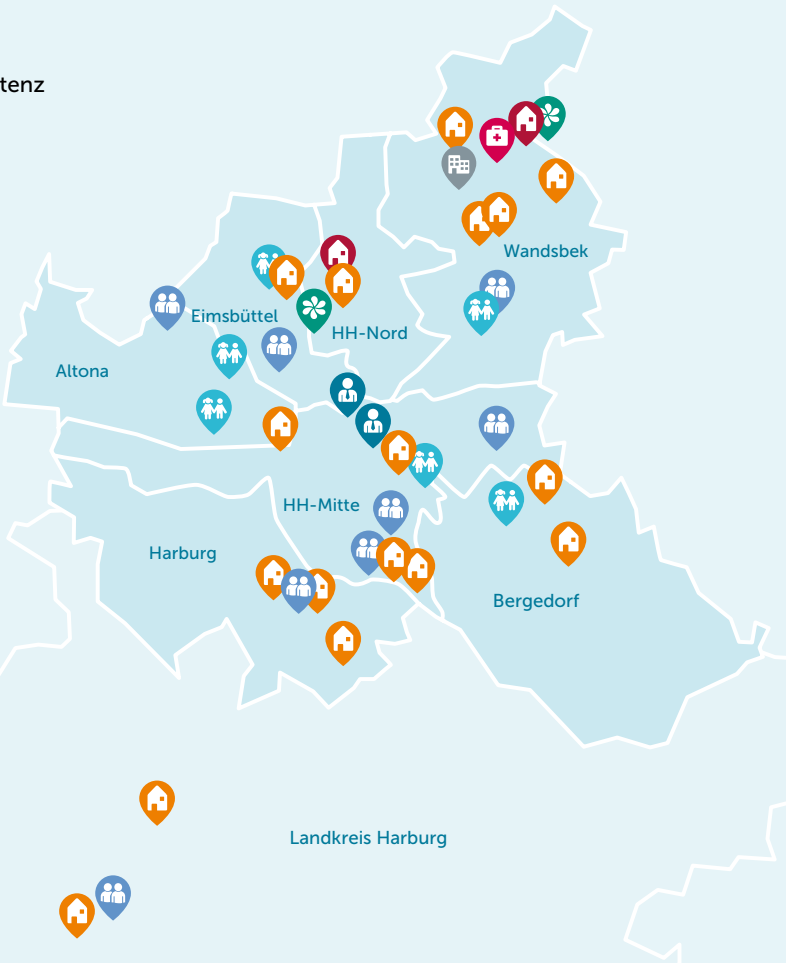 tenz
Wandsbek
Eimsbüttel
HH-Nord
Altona
HH-Mitte
Harburg
Bergedorf
Landkreis Harburg